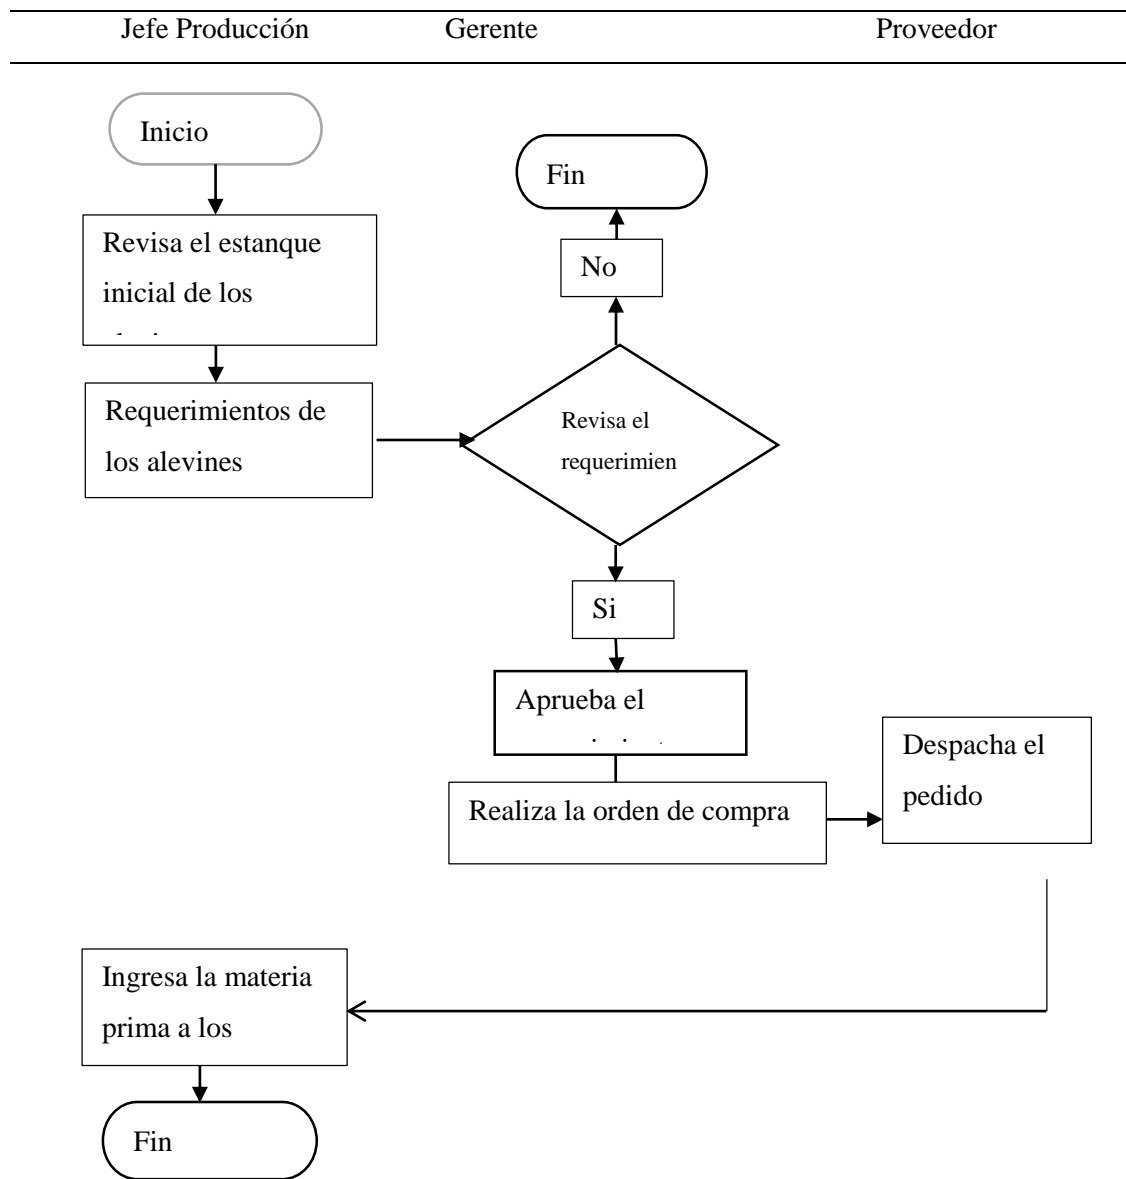 Jefe Producción Gerente Proveedor
Inicio
Fin
Revisa el estanque
inicial de los
No
Requerimientos de
los alevines
Revisa el
requerimien
Si
Aprueba el
Despacha el
pedido
Realiza la orden de compra
Ingresa la materia
prima a los
Fin